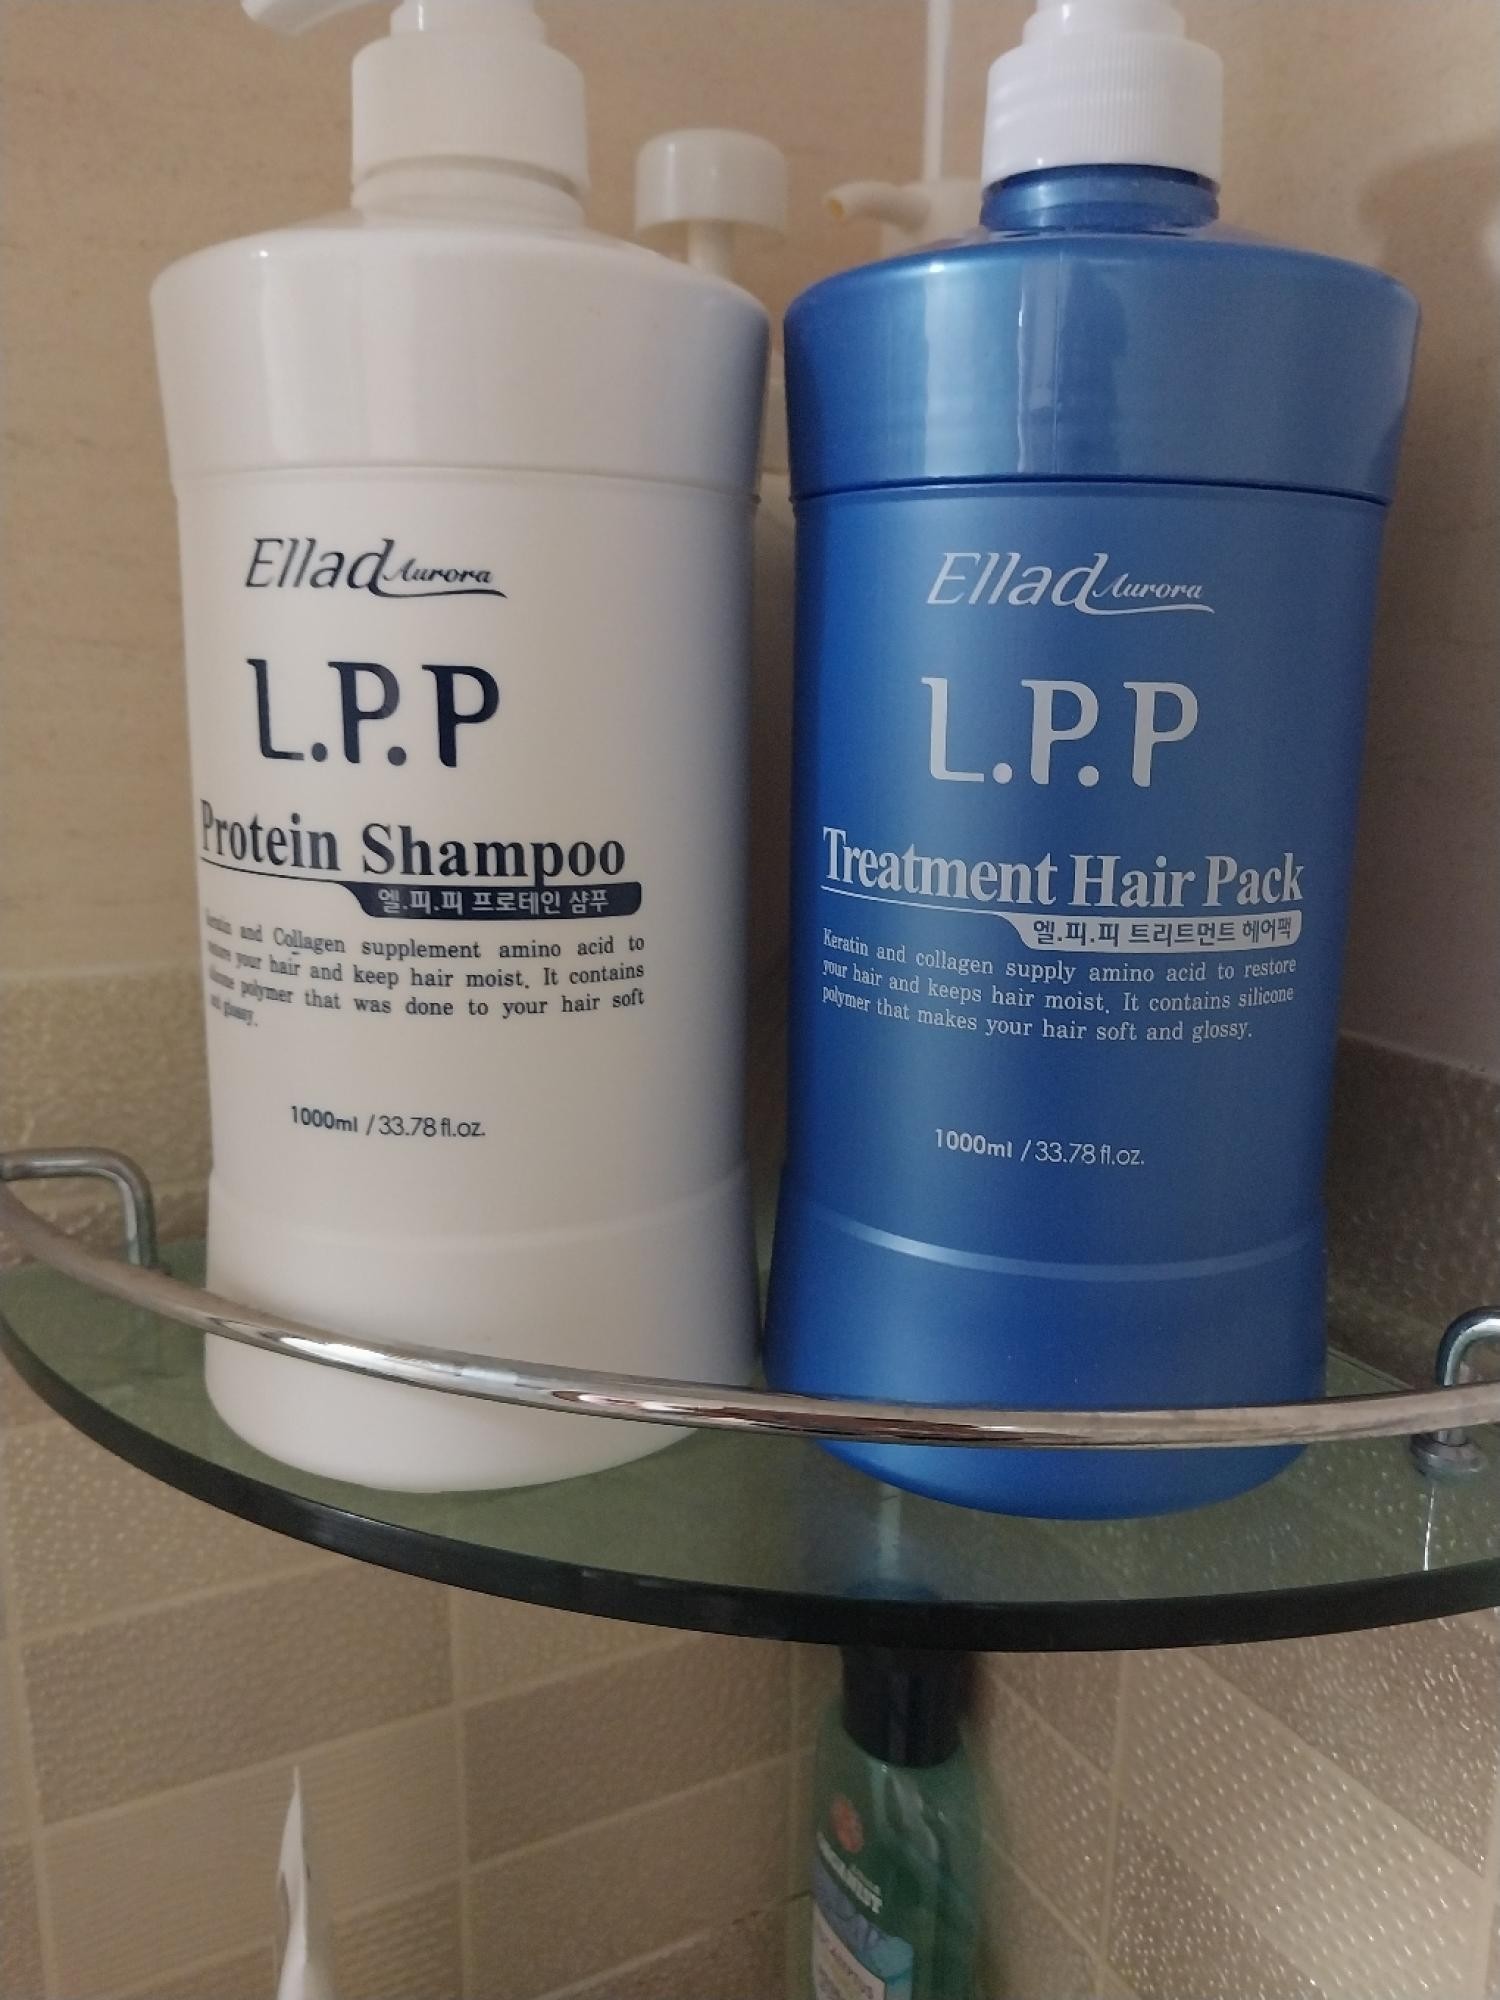 Ellad Aurora
L.P.P
Protein Shampoo
엘.피.피 프로테인 샴푸
Keratin and Collagen supplement amino acid to
your hair and keep hair moist. It contains
silicone polymer that was done to your hair soft
and glossy.
1000ml / 33.78 fl.oz.
Ellad Aurora
L.P.P
Treatment Hair Pack
엘.피.피 트리트먼트 헤어팩
Keratin and collagen supply amino acid to restore
your hair and keeps hair moist. It contains silicone
polymer that makes your hair soft and glossy.
1000ml / 33.78 fl.oz.